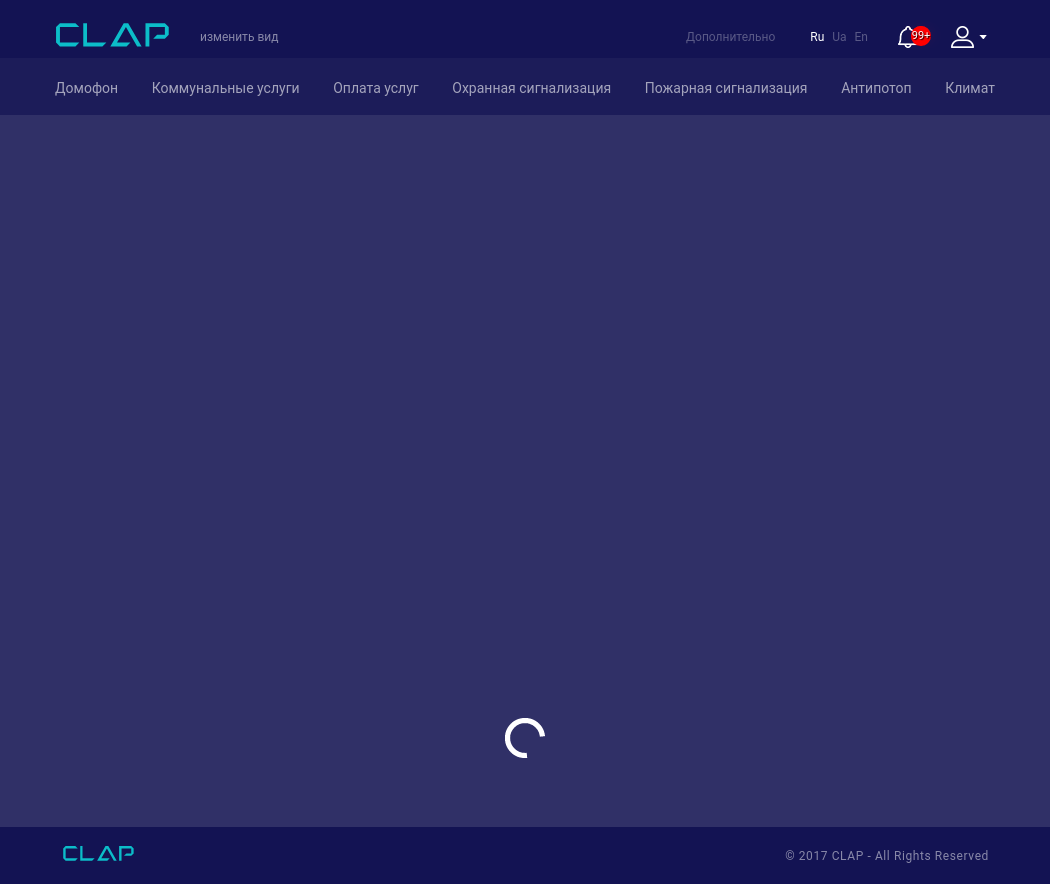 CLAP изменить вид Дополнительно Ru Ua En 99+
Домофон Коммунальные услуги Оплата услуг Охранная сигнализация Пожарная сигнализация Антипотоп Климат
CLAP © 2017 CLAP - All Rights Reserved